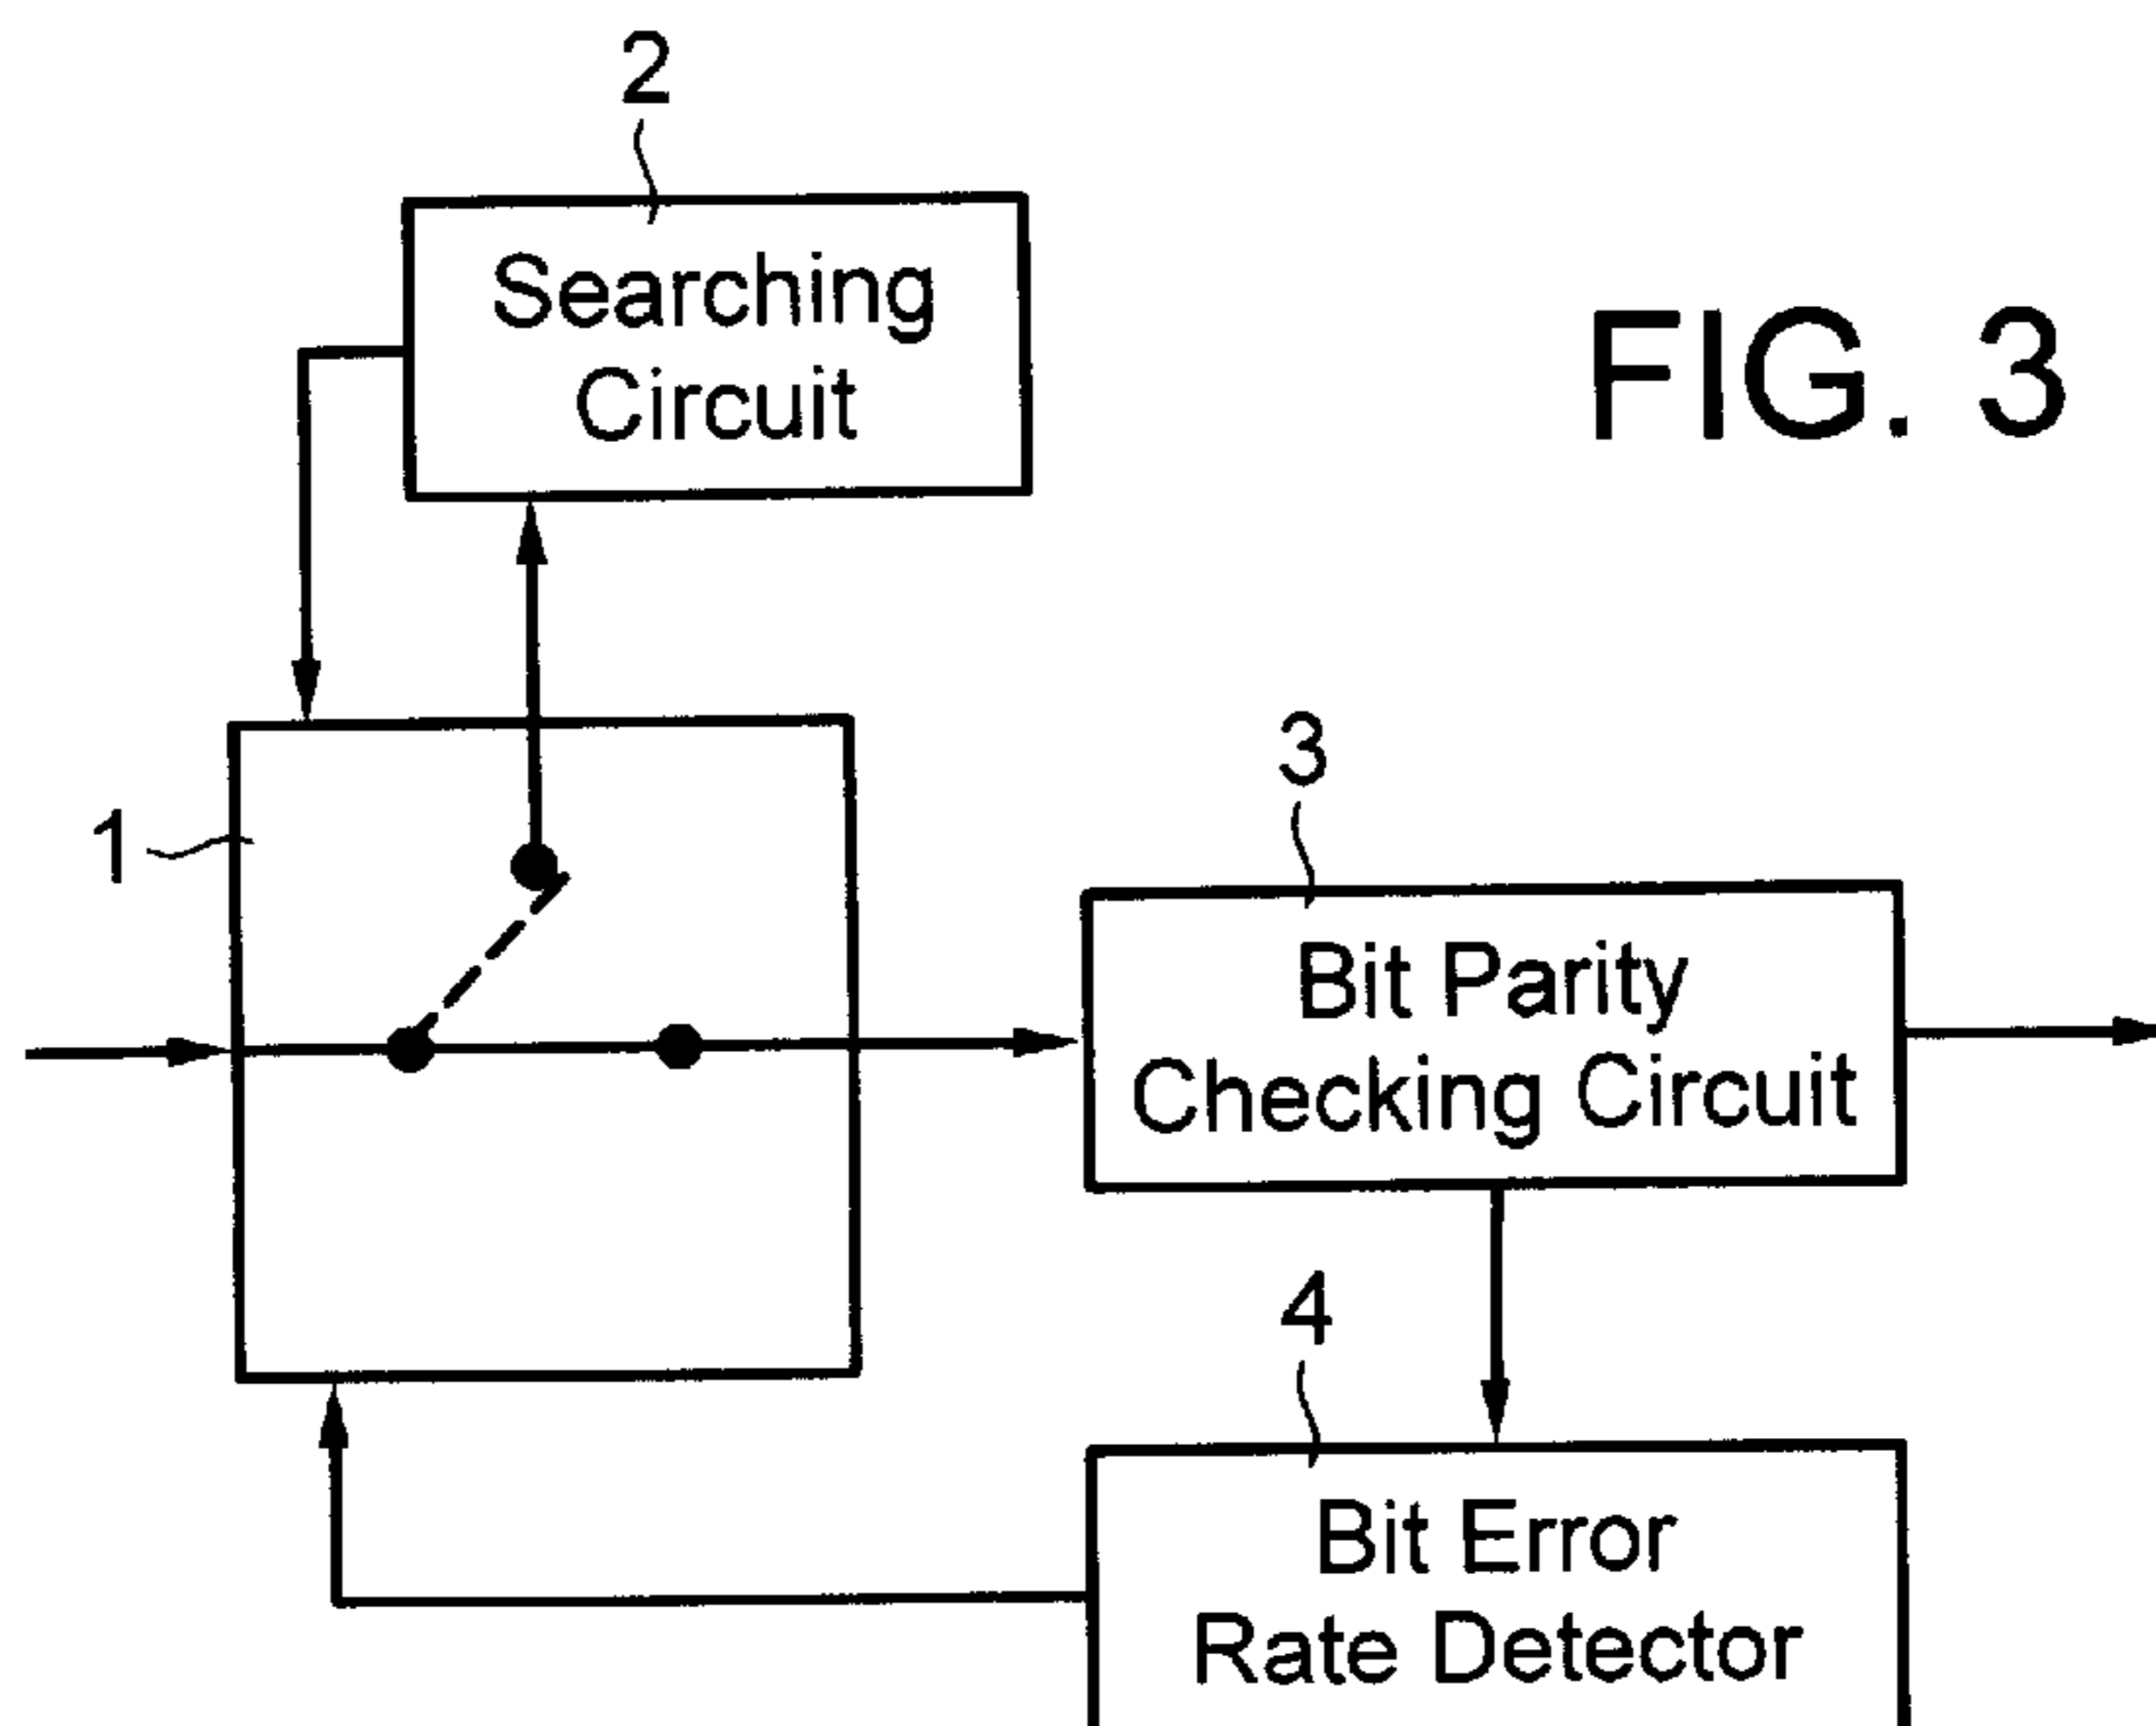 2
Searching
Circuit
FIG. 3
1
3
Bit Parity
Checking Circuit
4
Bit Error
Rate Detector